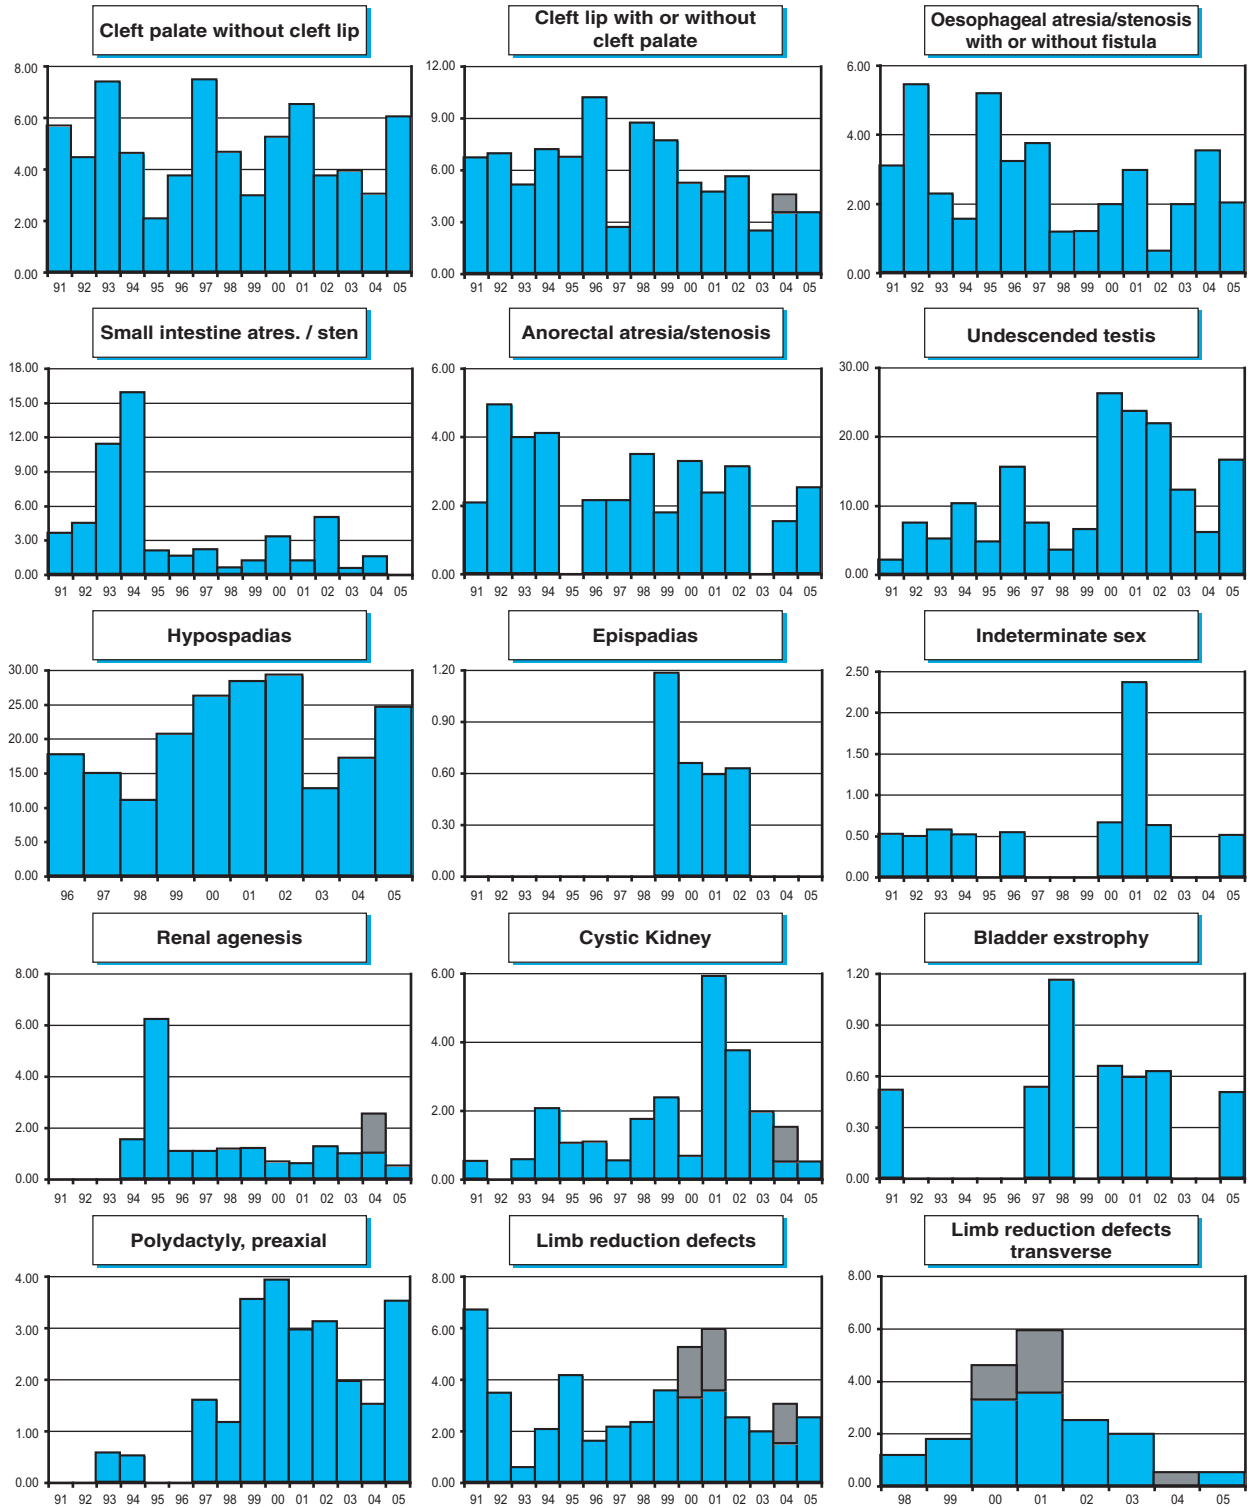 Cleft palate without cleft lip
8.00
6.00
4.00
2.00
0.00
91 92 93 94 95 96 97 98 99 00 01 02 03 04 05
Cleft lip with or without
cleft palate
12.00
9.00
6.00
3.00
0.00
91 92 93 94 95 96 97 98 99 00 01 02 03 04 05
Oesophageal atresia/stenosis
with or without fistula
6.00
4.00
2.00
0.00
91 92 93 94 95 96 97 98 99 00 01 02 03 04 05
Small intestine atres. / sten
18.00
15.00
12.00
9.00
6.00
3.00
0.00
91 92 93 94 95 96 97 98 99 00 01 02 03 04 05
Anorectal atresia/stenosis
6.00
4.00
2.00
0.00
91 92 93 94 95 96 97 98 99 00 01 02 03 04 05
Undescended testis
30.00
20.00
10.00
0.00
91 92 93 94 95 96 97 98 99 00 01 02 03 04 05
Hypospadias
30.00
25.00
20.00
15.00
10.00
5.00
0.00
96 97 98 99 00 01 02 03 04 05
Epispadias
1.20
0.90
0.60
0.30
0.00
91 92 93 94 95 96 97 98 99 00 01 02 03 04 05
Indeterminate sex
2.50
2.00
1.50
1.00
0.50
0.00
91 92 93 94 95 96 97 98 99 00 01 02 03 04 05
Renal agenesis
8.00
6.00
4.00
2.00
0.00
91 92 93 94 95 96 97 98 99 00 01 02 03 04 05
Cystic Kidney
6.00
4.00
2.00
0.00
91 92 93 94 95 96 97 98 99 00 01 02 03 04 05
Bladder exstrophy
1.20
0.90
0.60
0.30
0.00
91 92 93 94 95 96 97 98 99 00 01 02 03 04 05
Polydactyly, preaxial
4.00
3.00
2.00
1.00
0.00
91 92 93 94 95 96 97 98 99 00 01 02 03 04 05
Limb reduction defects
8.00
6.00
4.00
2.00
0.00
91 92 93 94 95 96 97 98 99 00 01 02 03 04 05
Limb reduction defects
transverse
8.00
6.00
4.00
2.00
0.00
98 99 00 01 02 03 04 05